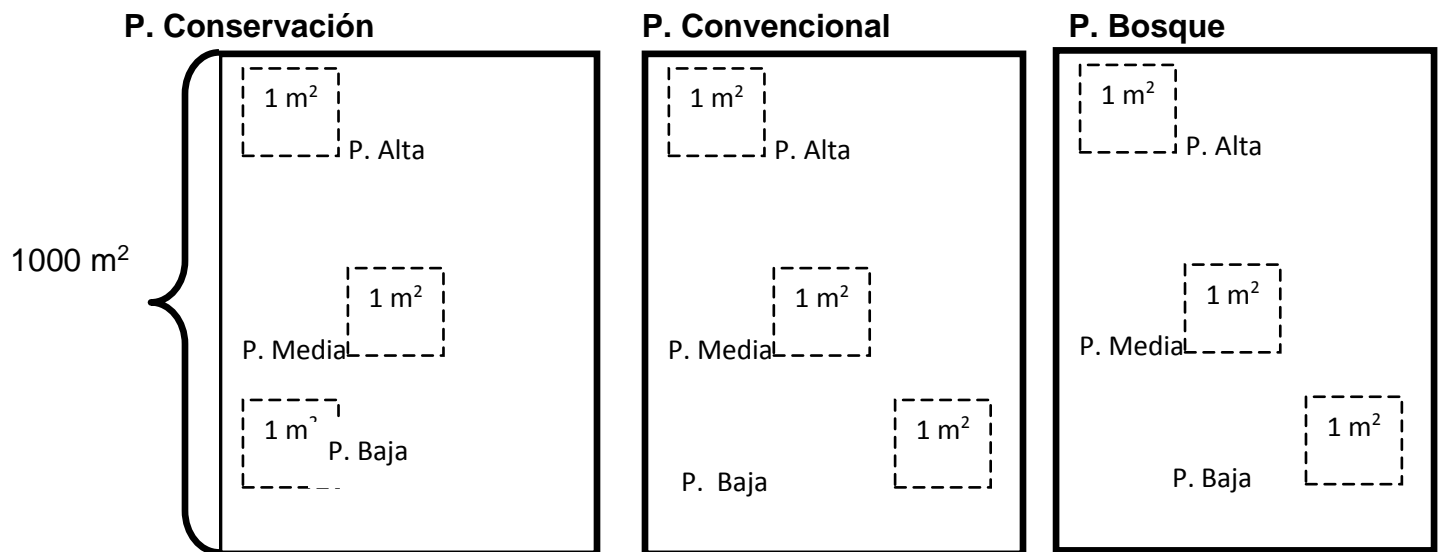 P. Conservación
P. Convencional
P. Bosque
1000 m²
1 m²
P. Alta
1 m²
P. Media
1 m²
P. Baja
1 m²
P. Alta
1 m²
P. Media
1 m²
P. Baja
1 m²
P. Alta
1 m²
P. Media
1 m²
P. Baja